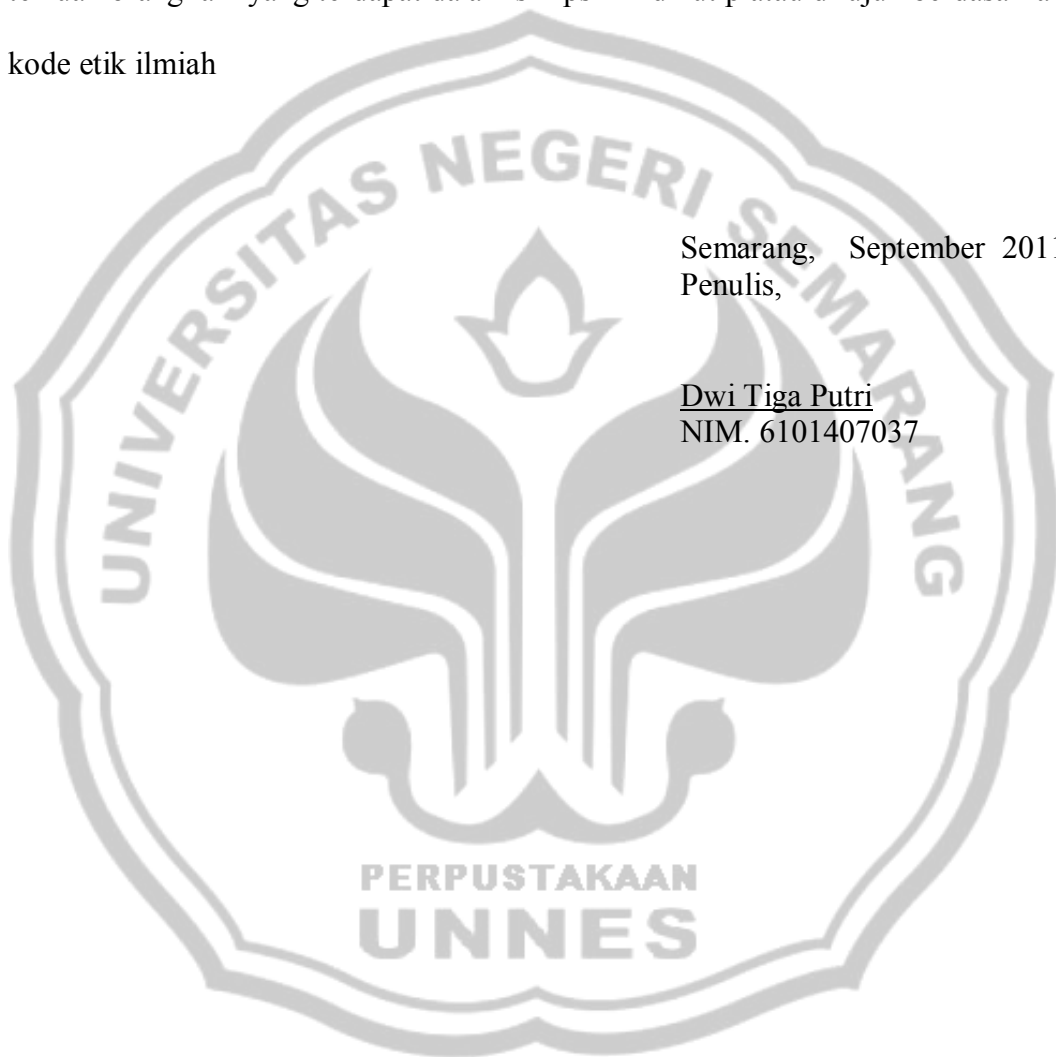 kode etik ilmiah
UNIVERSITAS NEGERI SEMARANG
Semarang, September 2011
Penulis,
Dwi Tiga Putri
NIM. 6101407037
PERPUSTAKAAN
UNNES